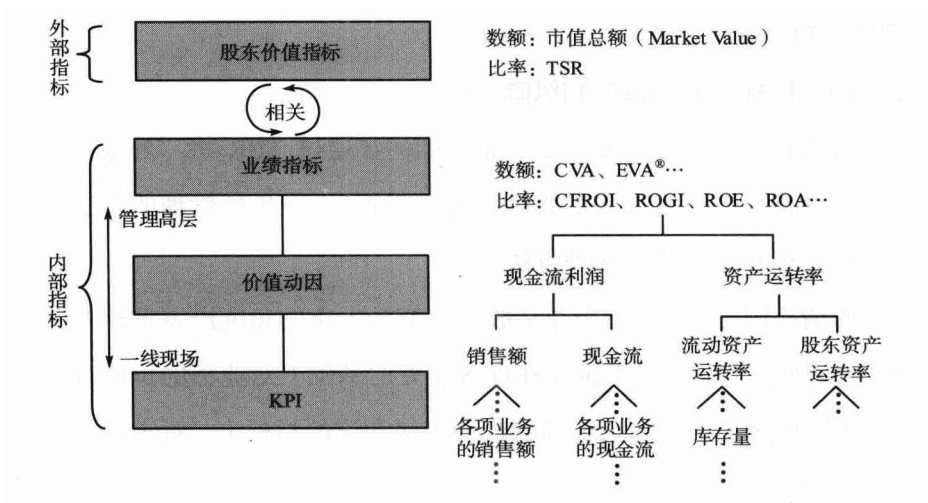 外部指标
股东价值指标
数额：市值总额（Market Value）
比率：TSR
相关
业绩指标
数额：CVA、EVA®…
比率：CFROI、ROGI、ROE、ROA…
内部指标
管理高层
价值动因
现金流利润
资产运转率
一线现场
销售额
现金流
流动资产
运转率
股东资产
运转率
KPI
各项业务
的销售额
各项业务
的现金流
库存量